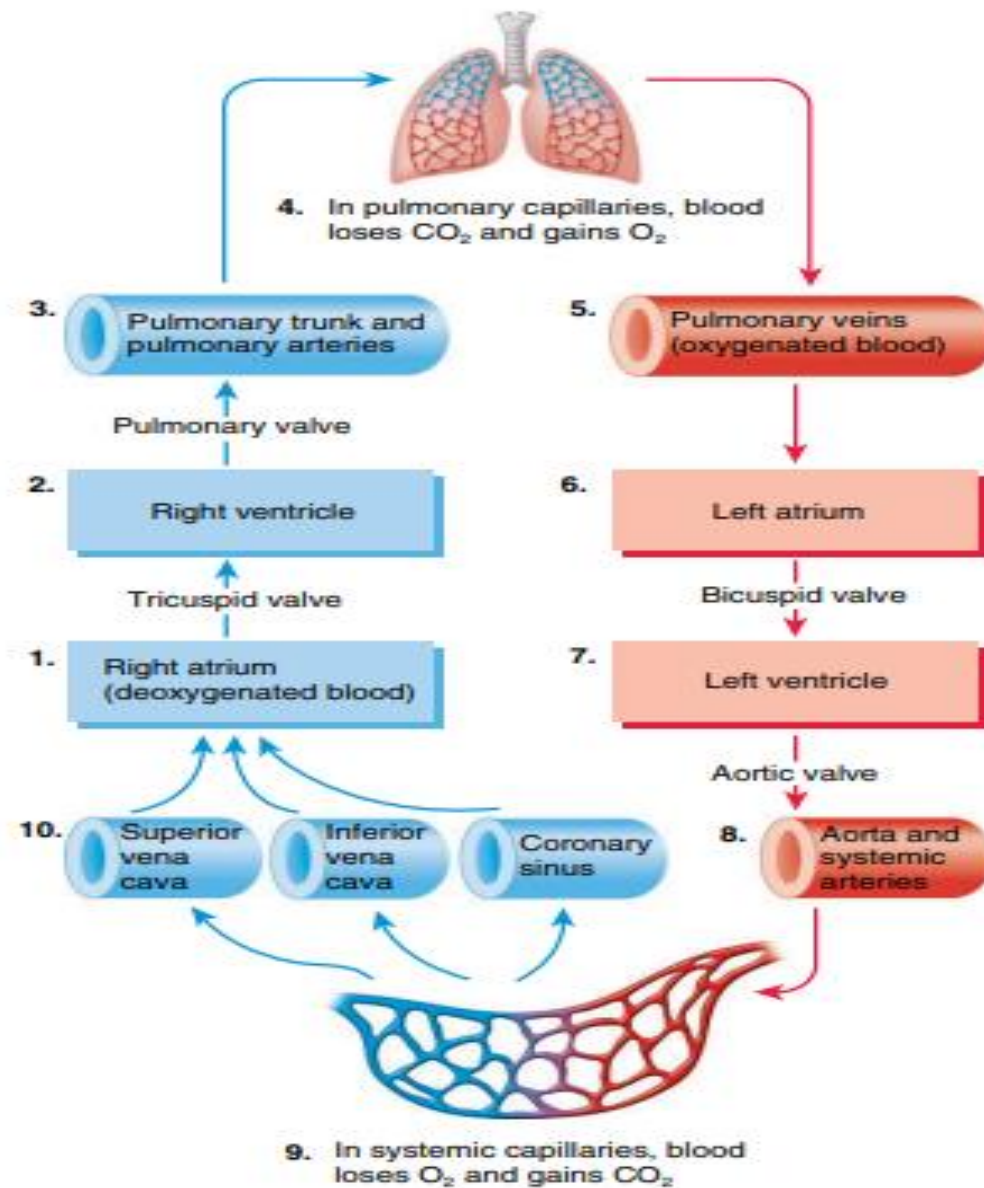 4. In pulmonary capillaries, blood
loses CO₂ and gains O₂
3. Pulmonary trunk and
pulmonary arteries
5. Pulmonary veins
(oxygenated blood)
Pulmonary valve
2. Right ventricle
6. Left atrium
Tricuspid valve
Bicuspid valve
1. Right atrium
(deoxygenated blood)
7. Left ventricle
Aortic valve
10. Superior
vena
cava
Inferior
vena
cava
Coronary
sinus
8. Aorta and
systemic
arteries
9. In systemic capillaries, blood
loses O₂ and gains CO₂